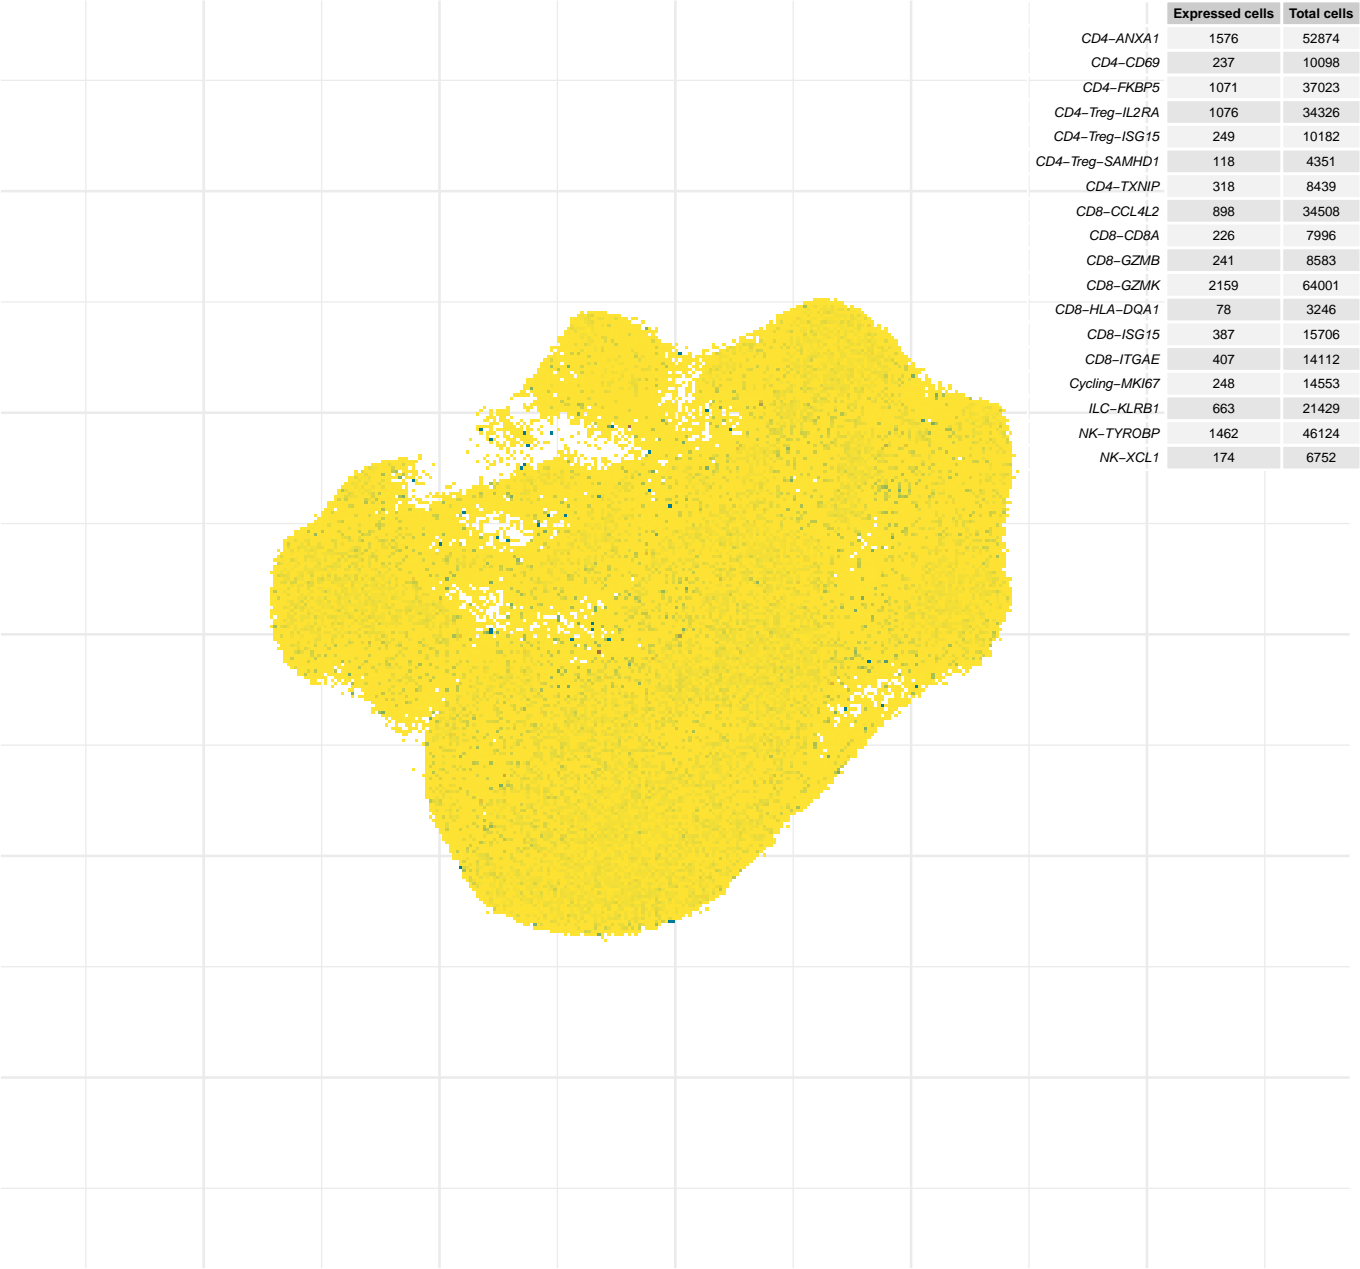 Expressed cells Total cells
CD4−ANXA1 1576 52874
CD4−CD69 237 10098
CD4−FKBP5 1071 37023
CD4−Treg−IL2RA 1076 34326
CD4−Treg−ISG15 249 10182
CD4−Treg−SAMHD1 118 4351
CD4−TXNIP 318 8439
CD8−CCL4L2 898 34508
CD8−CD8A 226 7996
CD8−GZMB 241 8583
CD8−GZMK 2159 64001
CD8−HLA−DQA1 78 3246
CD8−ISG15 387 15706
CD8−ITGAE 407 14112
Cycling−MKI67 248 14553
ILC−KLRB1 663 21429
NK−TYROBP 1462 46124
NK−XCL1 174 6752